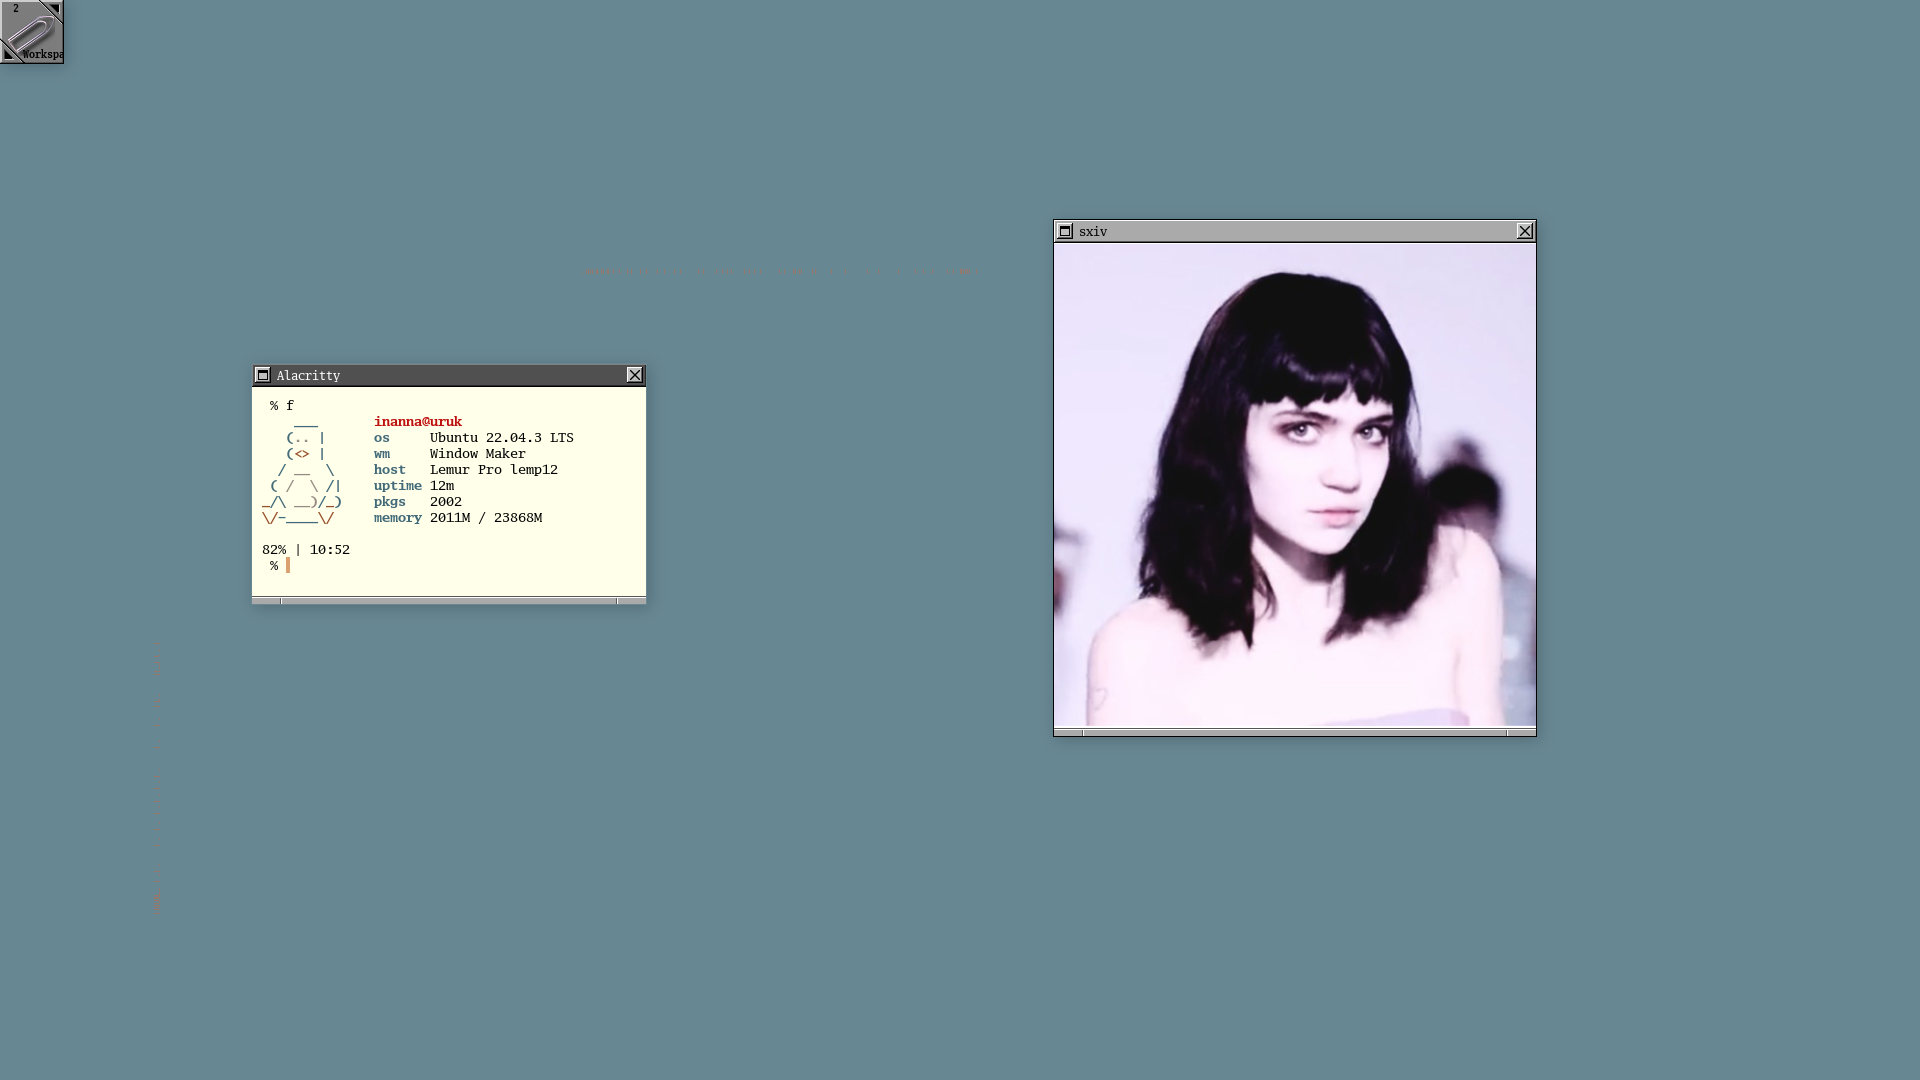 2
Workspa
sxiv
Alacritty
% f
inanna@uruk
os Ubuntu 22.04.3 LTS
wm Window Maker
host Lemur Pro lemp12
uptime 12m
pkgs 2002
memory 2011M / 23868M
82% | 10:52
%